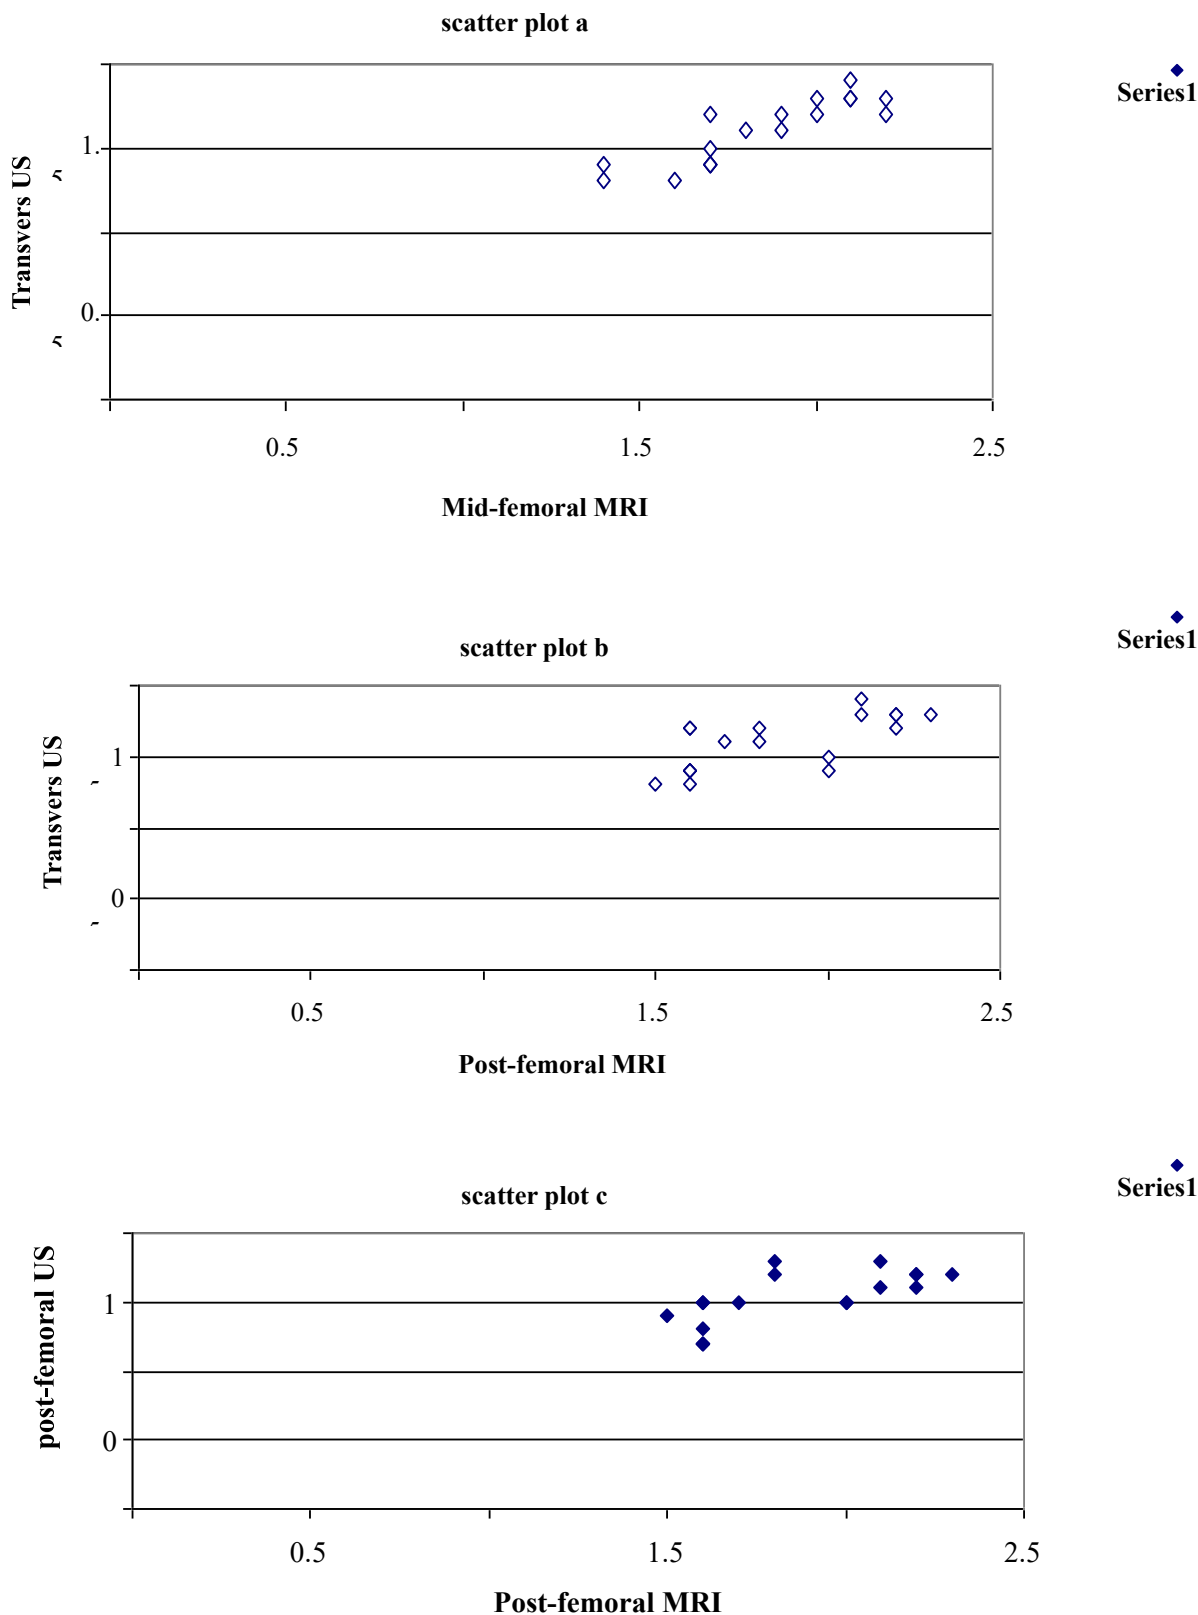 scatter plot a
Series1
Transvers US
1.
0.
0.5
1.5
2.5
Mid-femoral MRI
Series1
scatter plot b
Transvers US
1
0
0.5
1.5
2.5
Post-femoral MRI
Series1
scatter plot c
post-femoral US
1
0
0.5
1.5
2.5
Post-femoral MRI